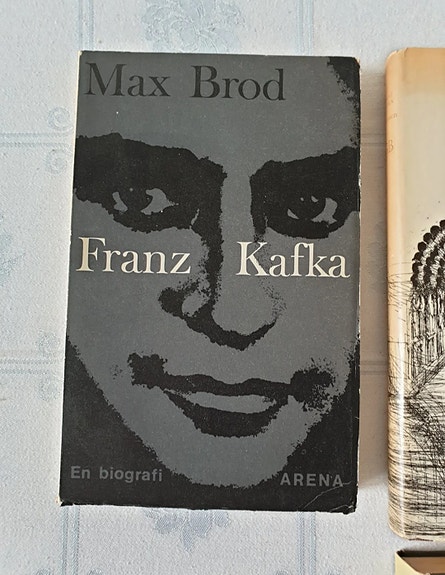 Max Brod
Franz Kafka
En biografi
ARENA